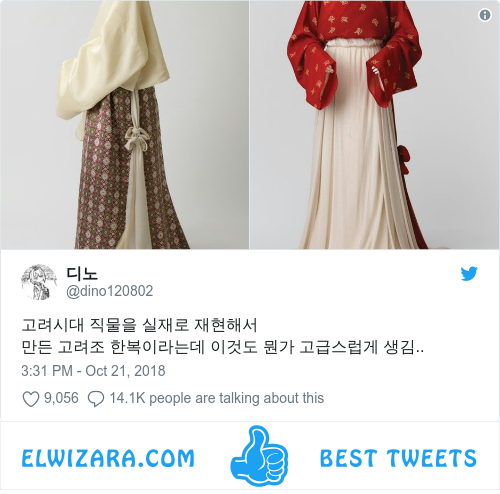 디노
@dino120802
고려시대 직물을 실재로 재현해서
만든 고려조 한복이라는데 이것도 뭔가 고급스럽게 생김..
3:31 PM - Oct 21, 2018
9,056 14.1K people are talking about this
ELWIZARA.COM BEST TWEETS